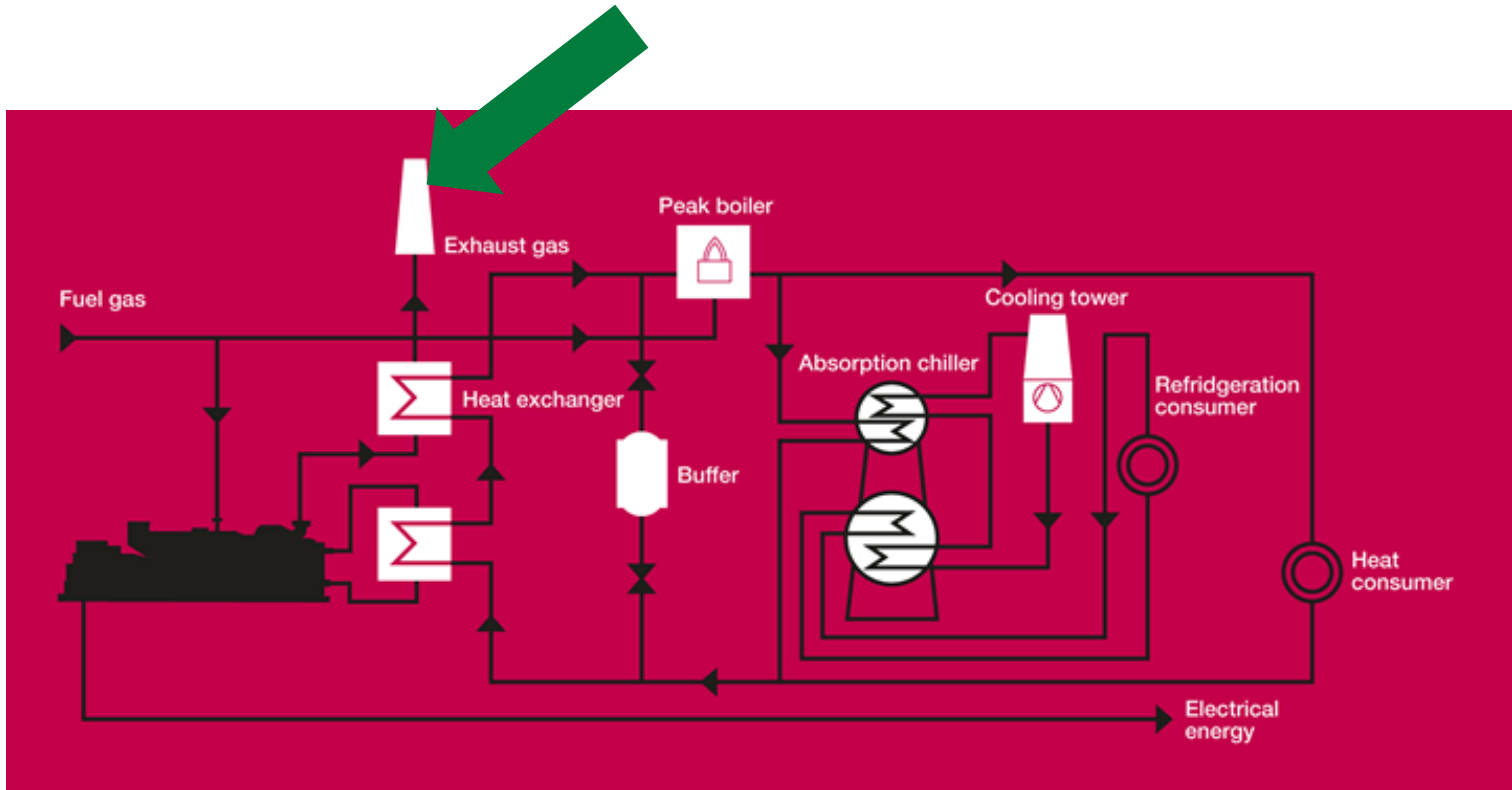 Peak boiler
Exhaust gas
Fuel gas
Cooling tower
Absorption chiller
Refridgeration
consumer
Heat exchanger
Buffer
Heat
consumer
Electrical
energy